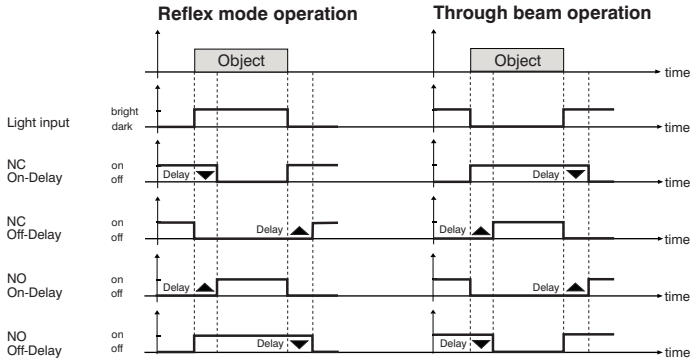 Reflex mode operation Through beam operation
Object Object
time
Light input bright
dark time
NC on
On-Delay off Delay Delay time
NC on
Off-Delay off Delay Delay time
NO on
On-Delay off Delay Delay time
NO on
Off-Delay off Delay Delay time